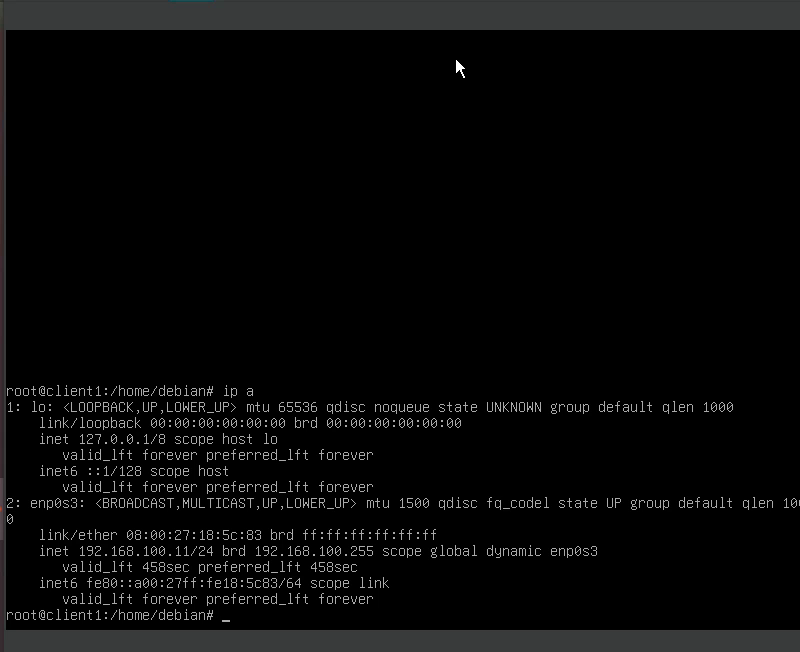 root@client1:/home/debian# ip a
1: lo: <LOOPBACK,UP,LOWER_UP> mtu 65536 qdisc noqueue state UNKNOWN group default qlen 1000
    link/loopback 00:00:00:00:00:00 brd 00:00:00:00:00:00
    inet 127.0.0.1/8 scope host lo
       valid_lft forever preferred_lft forever
    inet6 ::1/128 scope host
       valid_lft forever preferred_lft forever
2: enp0s3: <BROADCAST,MULTICAST,UP,LOWER_UP> mtu 1500 qdisc fq_codel state UP group default qlen 100
0
    link/ether 08:00:27:18:5c:83 brd ff:ff:ff:ff:ff:ff
    inet 192.168.100.11/24 brd 192.168.100.255 scope global dynamic enp0s3
       valid_lft 458sec preferred_lft 458sec
    inet6 fe80::a00:27ff:fe18:5c83/64 scope link
       valid_lft forever preferred_lft forever
root@client1:/home/debian# _